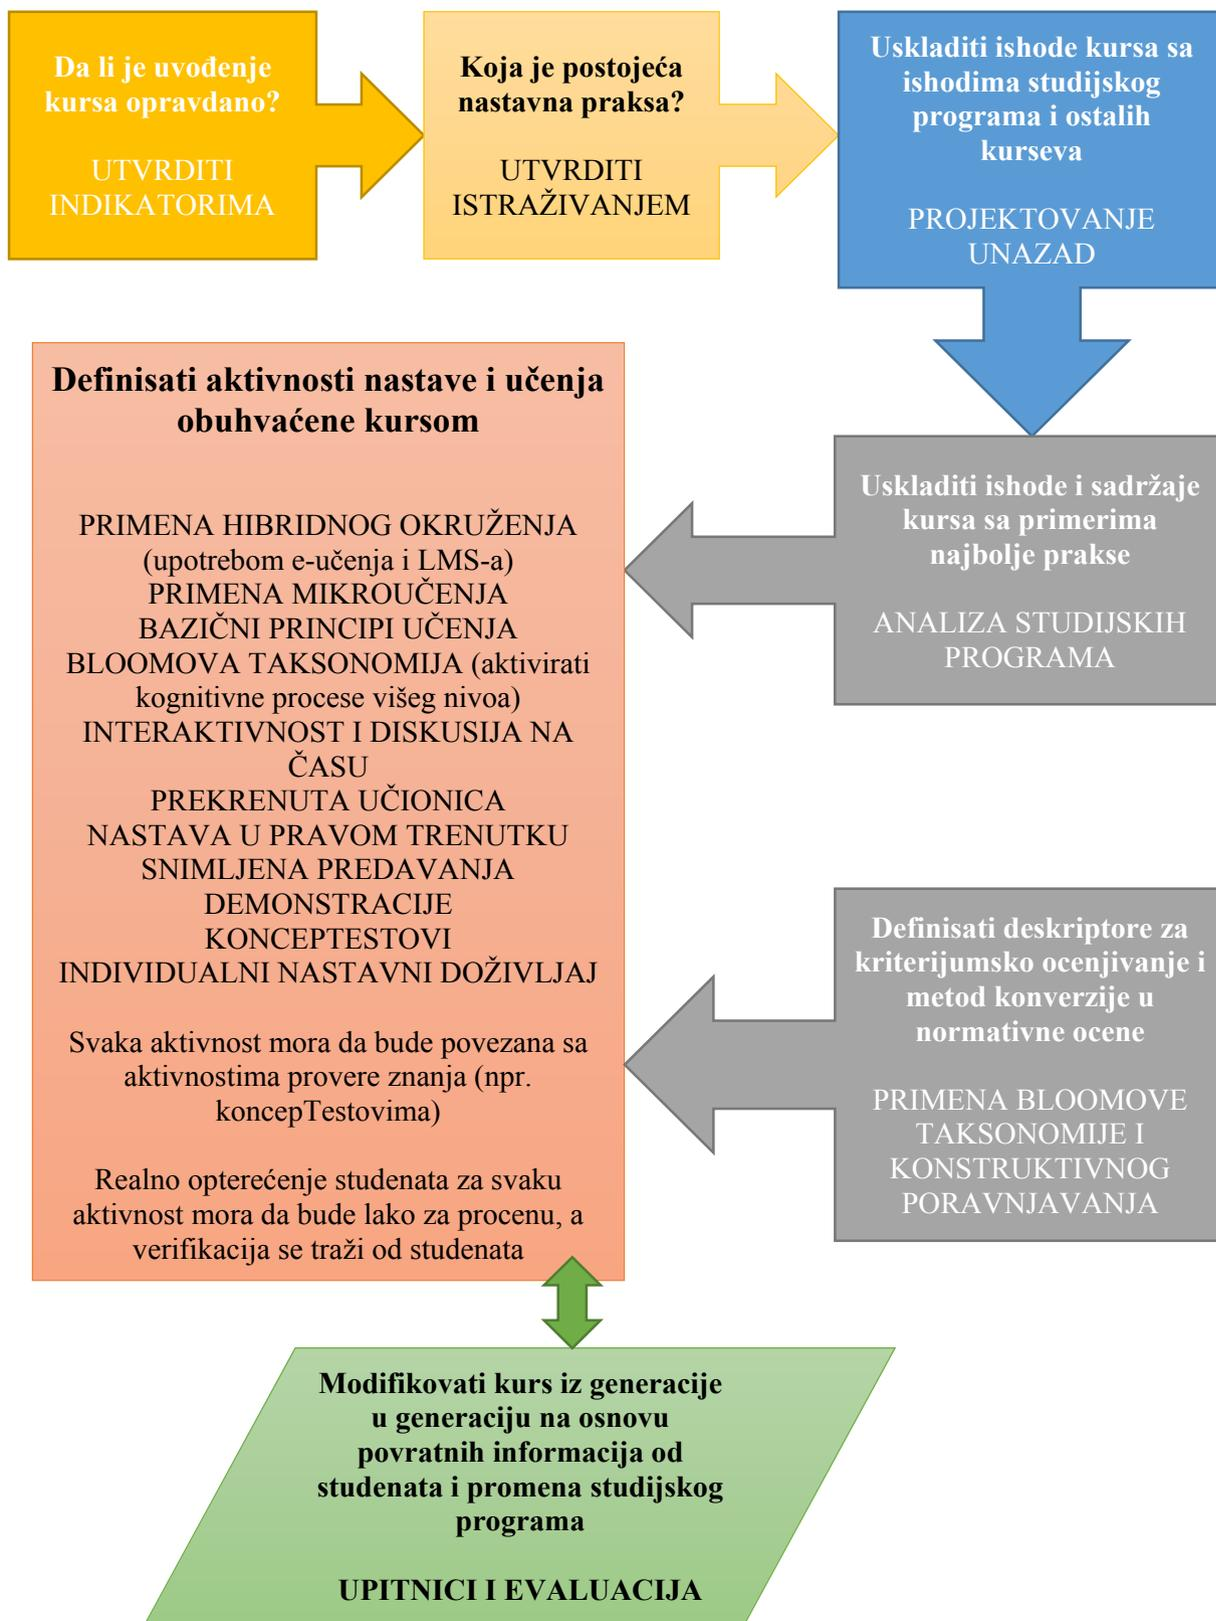 Da li je uvođenje
kursa opravdano?
UTVRDITI
INDIKATORIMA
Koja je postojeća
nastavna praksa?
UTVRDITI
ISTRAŽIVANJEM
Uskladiti ishode kursa sa
ishodima studijskog
programa i ostalih
kurseva
PROJEKTOVANJE
UNAZAD
Uskladiti ishode i sadržaje
kursa sa primerima
najbolje prakse
ANALIZA STUDIJSKIH
PROGRAMA
Definisati aktivnosti nastave i učenja
obuhvaćene kursom
PRIMENA HIBRIDNOG OKRUŽENJA
(upotrebom e-učenja i LMS-a)
PRIMENA MIKROUČENJA
BAZIČNI PRINCIPI UČENJA
BLOOMOVA TAKSONOMIJA (aktivirati
kognitivne procese višeg nivoa)
INTERAKTIVNOST I DISKUSIJA NA
ČASU
PREKRENUTA UČIONICA
NASTAVA U PRAVOM TRENUTKU
SNIMLJENA PREDAVANJA
DEMONSTRACIJE
KONCEPTESTOVI
INDIVIDUALNI NASTAVNI DOŽIVLJAJ
Svaka aktivnost mora da bude povezana sa
aktivnostima provere znanja (npr.
koncepTestovima)
Realno opterećenje studenata za svaku
aktivnost mora da bude lako za procenu, a
verifikacija se traži od studenata
Definisati deskriptore za
kriterijumsko ocenjivanje i
metod konverzije u
normativne ocene
PRIMENA BLOOMOVE
TAKSONOMIJE I
KONSTRUKTIVNOG
PORAVNJAVANJA
Modifikovati kurs iz generacije
u generaciju na osnovu
povratnih informacija od
studenata i promena studijskog
programa
UPITNICI I EVALUACIJA